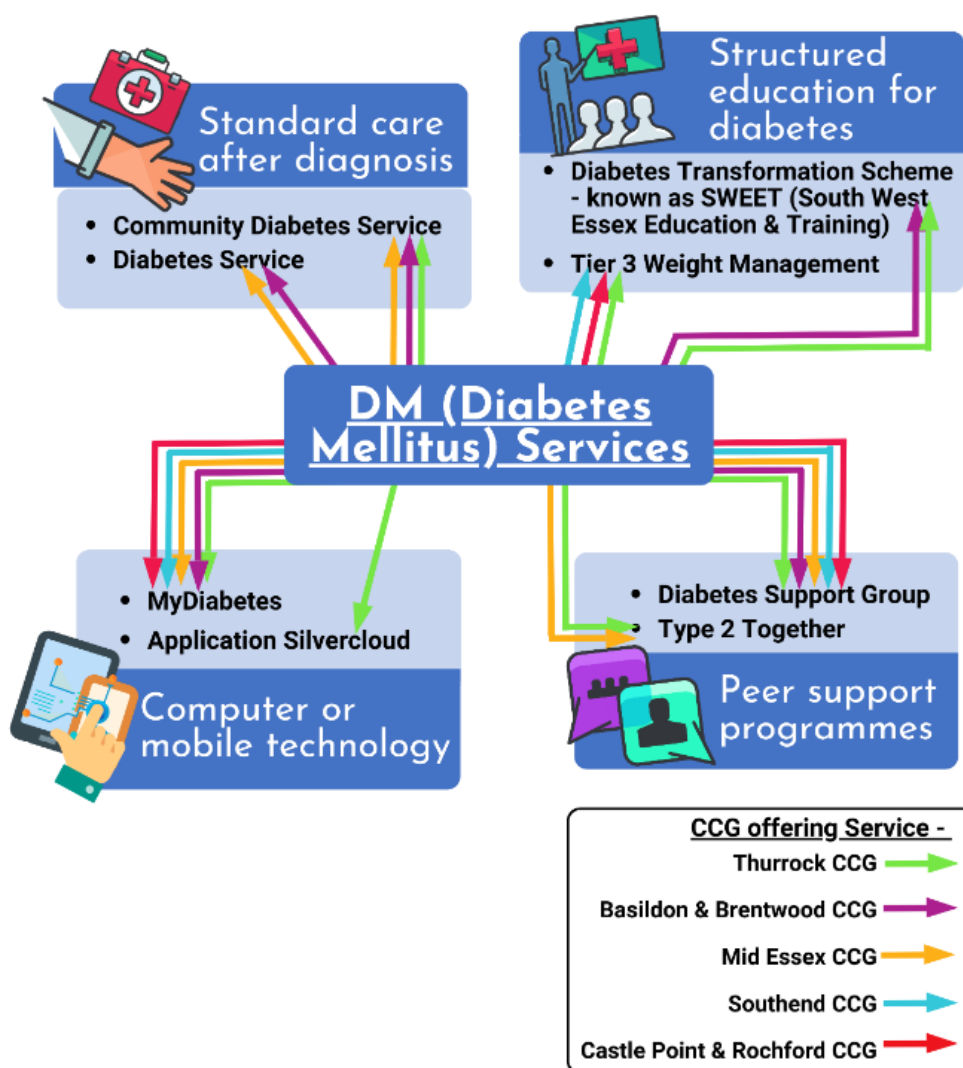 Standard care
after diagnosis
• Community Diabetes Service
• Diabetes Service
Structured
education for
diabetes
• Diabetes Transformation Scheme
- known as SWEET (South West
Essex Education & Training)
• Tier 3 Weight Management
DM (Diabetes
Mellitus) Services
• MyDiabetes
• Application Silvercloud
Computer or
mobile technology
• Diabetes Support Group
• Type 2 Together
Peer support
programmes
CCG offering Service -
Thurrock CCG
Basildon & Brentwood CCG
Mid Essex CCG
Southend CCG
Castle Point & Rochford CCG